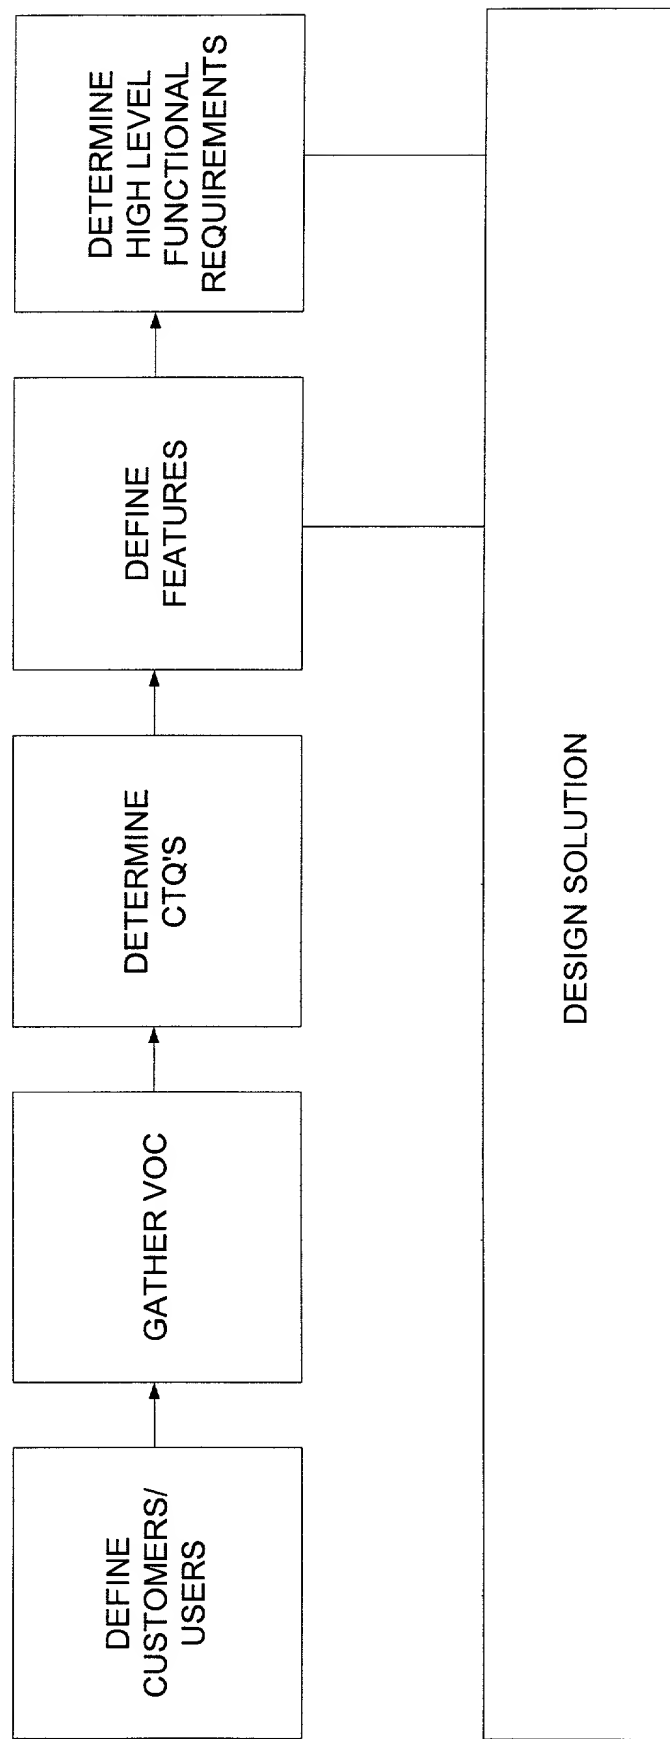 DEFINE
CUSTOMERS/
USERS
GATHER VOC
DETERMINE
CTQ'S
DEFINE
FEATURES
DETERMINE
HIGH LEVEL
FUNCTIONAL
REQUIREMENTS
DESIGN SOLUTION